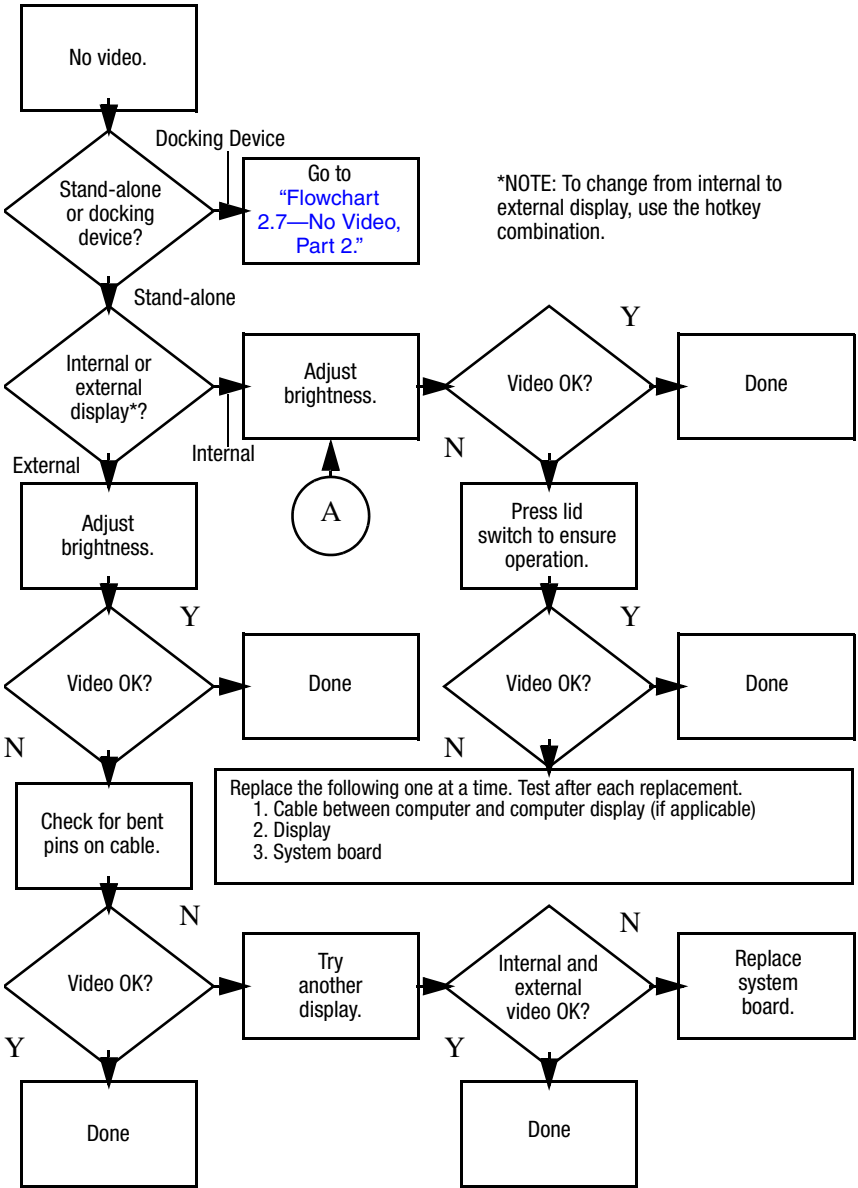 No video.
Docking Device
Stand-alone
or docking
device?
Go to
“Flowchart
2.7—No Video,
Part 2.”
*NOTE: To change from internal to
external display, use the hotkey
combination.
Stand-alone
Internal or
external
display*?
Internal
External
Adjust
brightness.
Video OK?
Y
Done
N
A
Adjust
brightness.
Press lid
switch to ensure
operation.
Video OK?
Y
Done
N
Video OK?
Y
Done
N
Replace the following one at a time. Test after each replacement.
1. Cable between computer and computer display (if applicable)
2. Display
3. System board
Check for bent
pins on cable.
Video OK?
N
Try
another
display.
Internal and
external
video OK?
N
Replace
system
board.
Y
Done
Y
Done